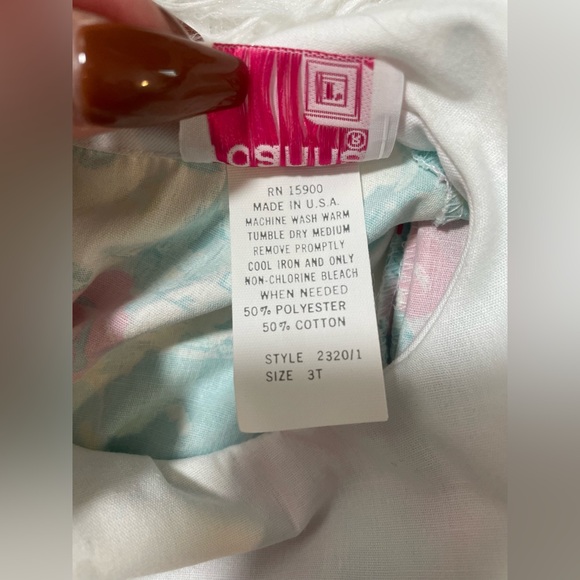 L
®
RN 15900
MADE IN U.S.A.
MACHINE WASH WARM
TUMBLE DRY MEDIUM
REMOVE PROMPTLY
COOL IRON AND ONLY
NON-CHLORINE BLEACH
WHEN NEEDED
50% POLYESTER
50% COTTON
STYLE 2320/1
SIZE 3T